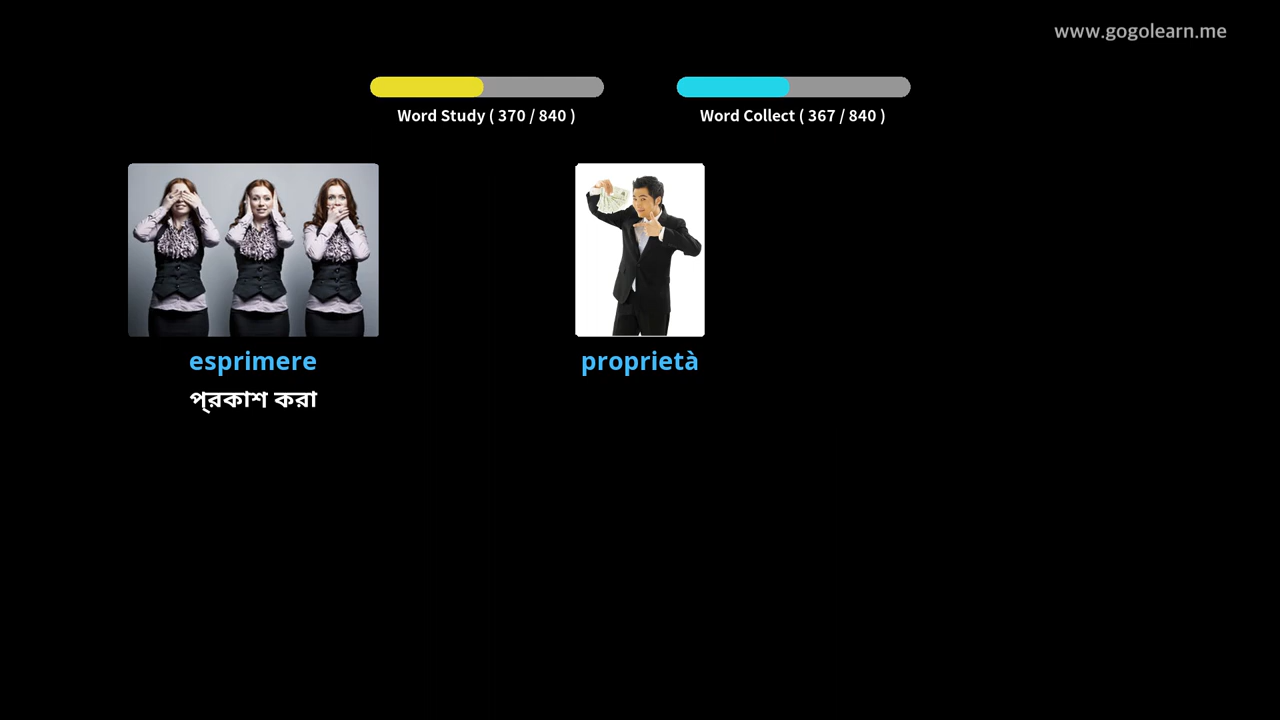 www.gogolearn.me
Word Study ( 370 / 840 )
Word Collect ( 367 / 840 )
esprimere
proprietà
প্রকাশ করা